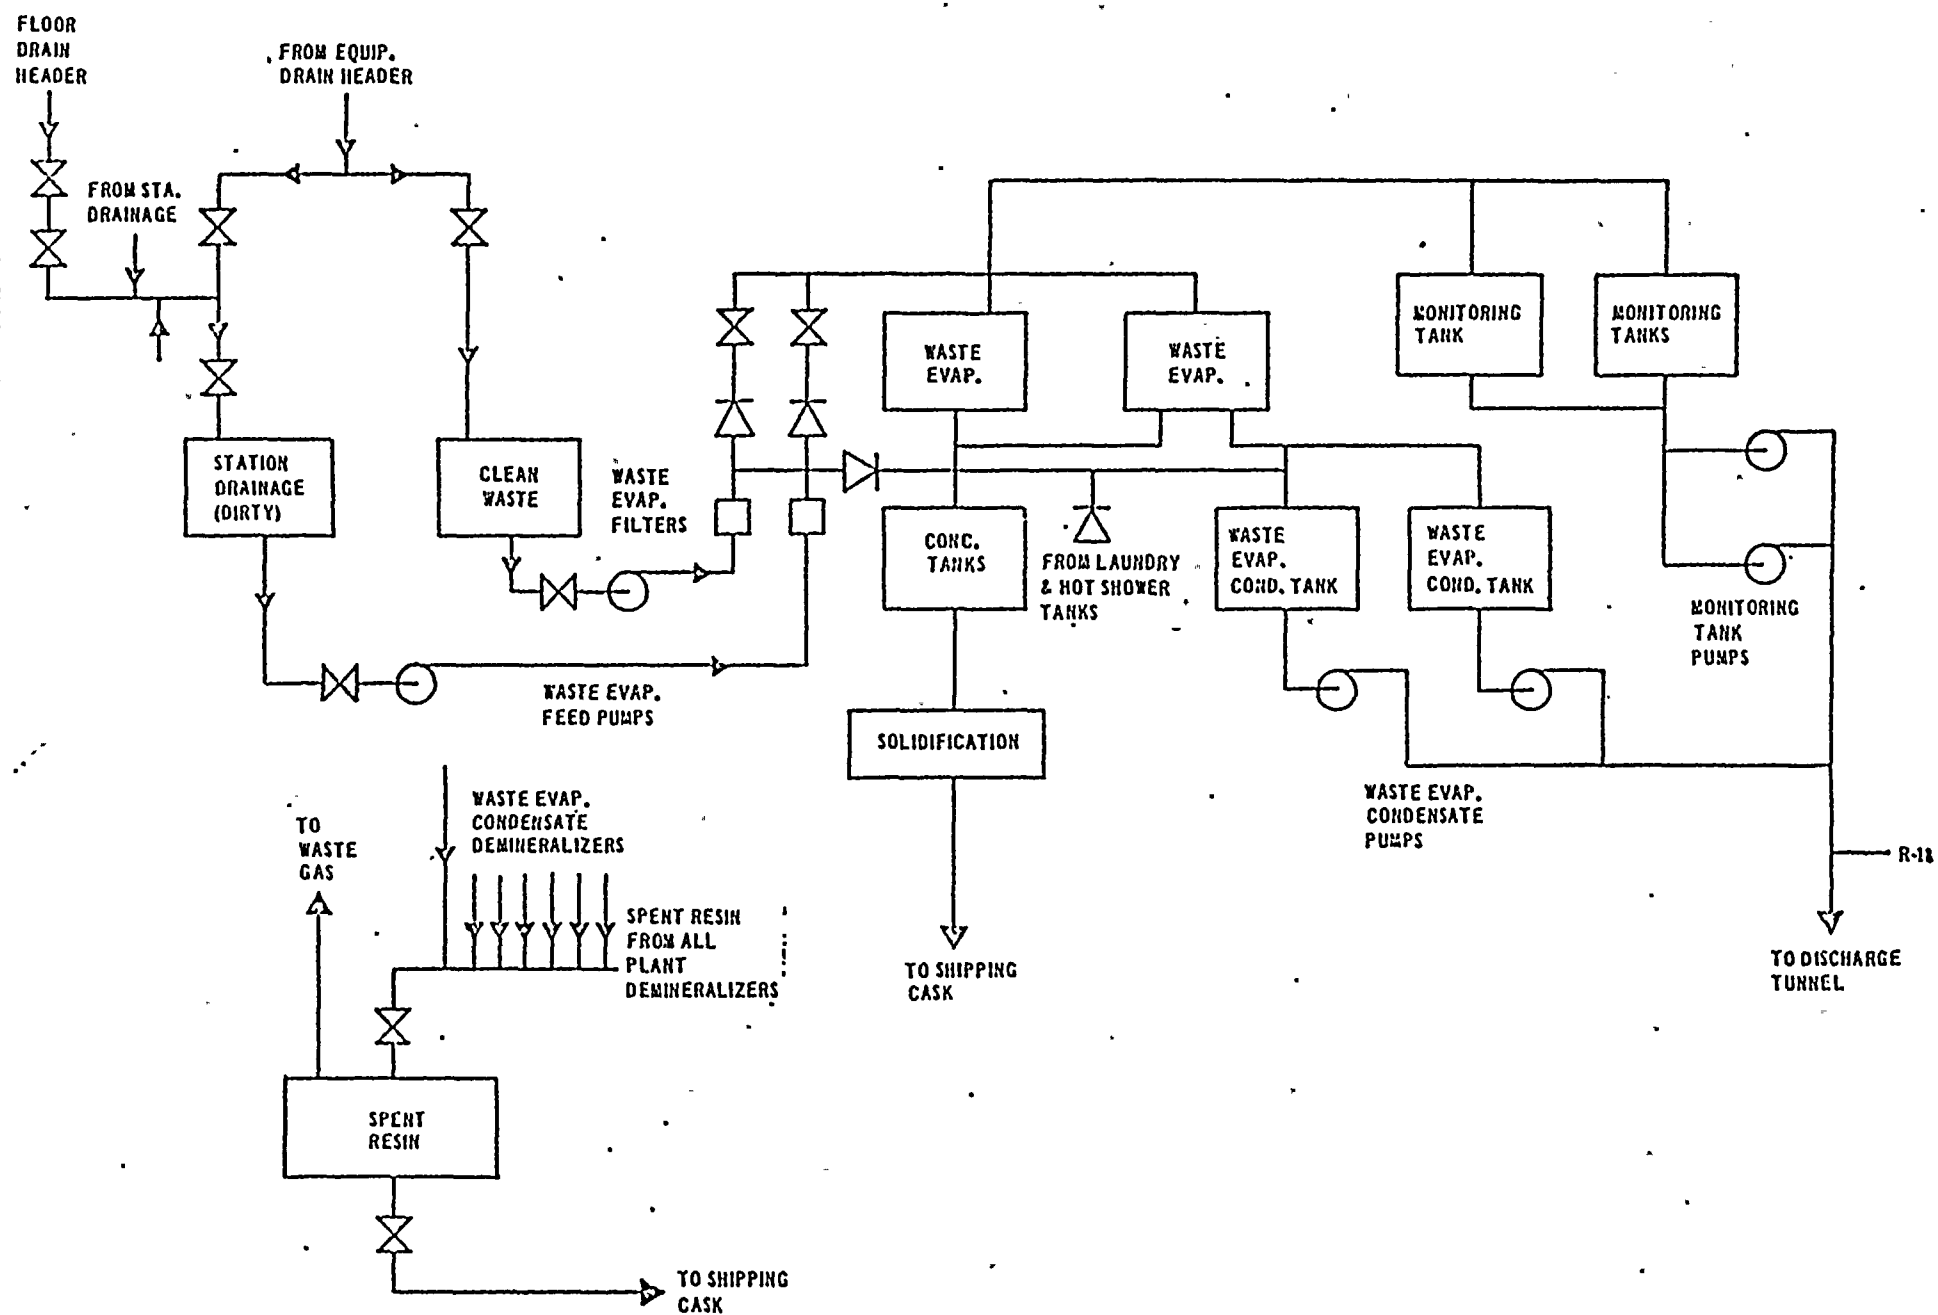 FLOOR
DRAIN
HEADER
FROM EQUIP.
DRAIN HEADER
FROM STA.
DRAINAGE
STATION
DRAINAGE
(DIRTY)
CLEAN
WASTE
WASTE
EVAP.
FILTERS
WASTE EVAP.
FEED PUMPS
WASTE
EVAP.
WASTE
EVAP.
MONITORING
TANK
MONITORING
TANKS
CONC.
TANKS
FROM LAUNDRY
& HOT SHOWER
TANKS
WASTE
EVAP.
COND. TANK
WASTE
EVAP.
COND. TANK
MONITORING
TANK
PUMPS
SOLIDIFICATION
WASTE EVAP.
CONDENSATE
PUMPS
TO SHIPPING
CASK
R-18
TO DISCHARGE
TUNNEL
TO
WASTE
GAS
WASTE EVAP.
CONDENSATE
DEMINERALIZERS
SPENT RESIN
FROM ALL
PLANT
DEMINERALIZERS
SPENT
RESIN
TO SHIPPING
CASK